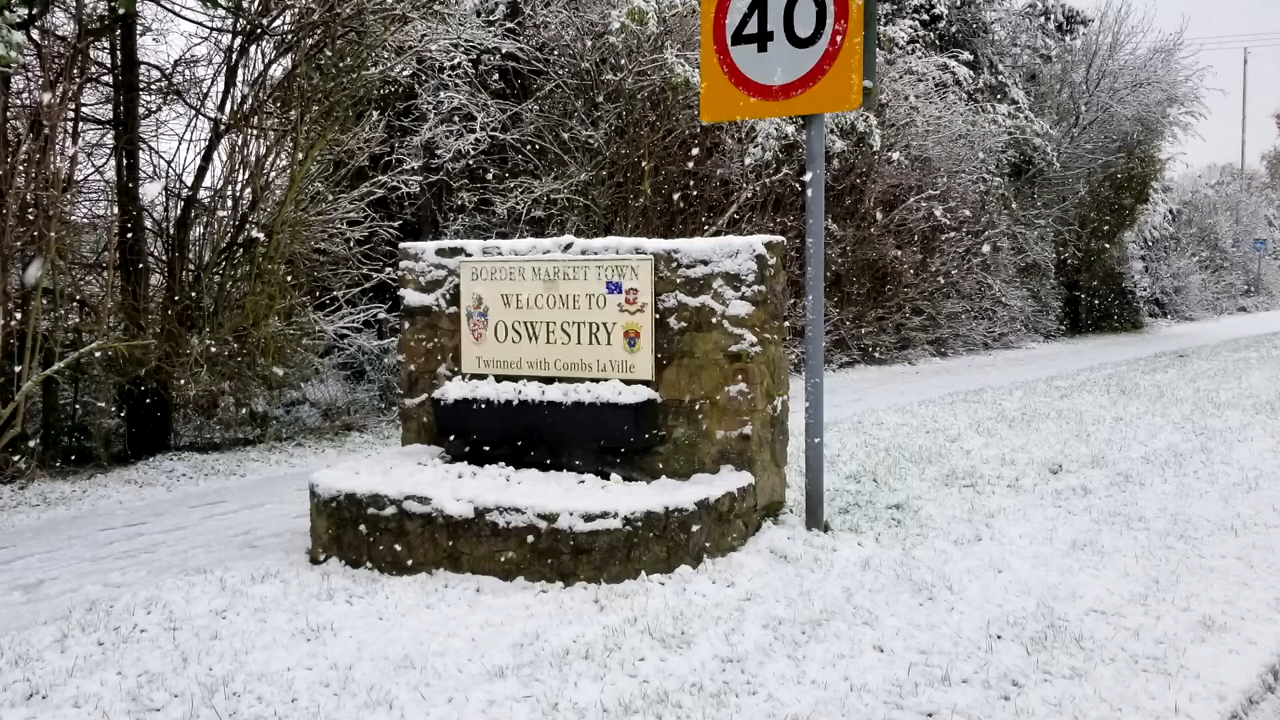 40
BORDER MARKET TOWN
WELCOME TO
OSWESTRY
Twinned with Combs la Ville